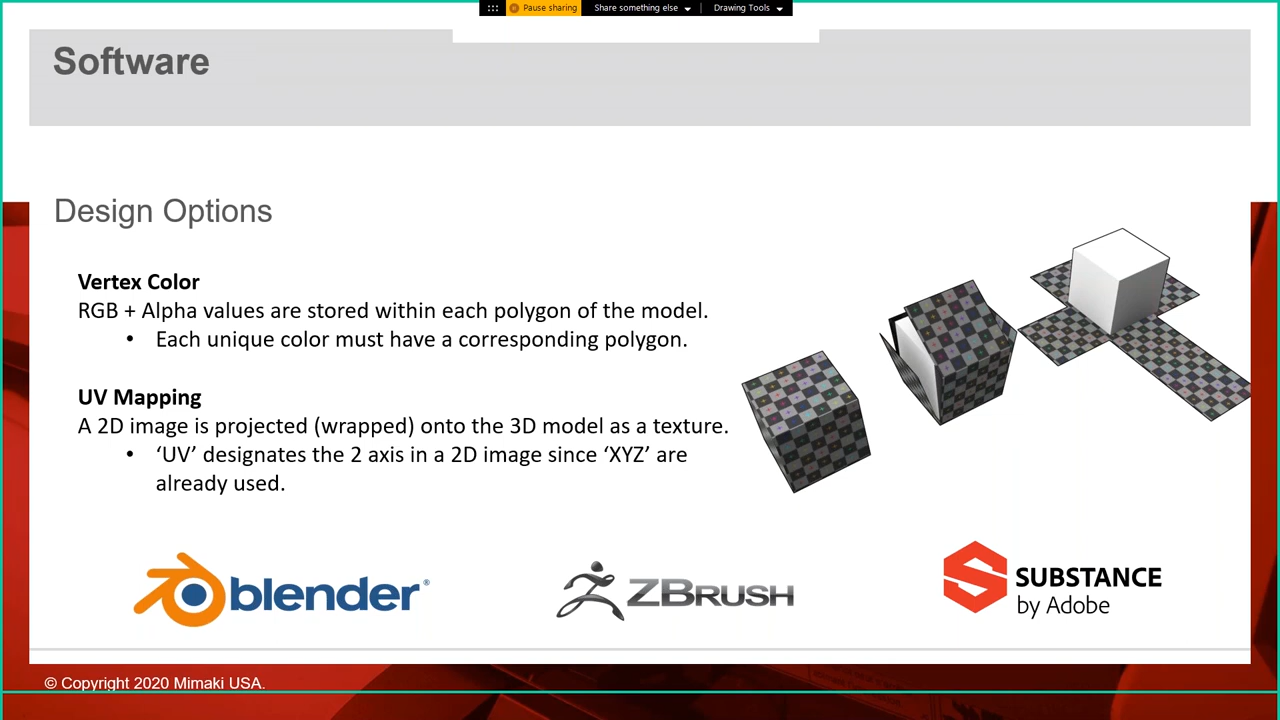 Pause sharing
Share something else
Drawing Tools
Software
Design Options
Vertex Color
RGB + Alpha values are stored within each polygon of the model.
• Each unique color must have a corresponding polygon.
UV Mapping
A 2D image is projected (wrapped) onto the 3D model as a texture.
• ‘UV’ designates the 2 axis in a 2D image since ‘XYZ’ are
already used.
blender®
ZBRUSH
SUBSTANCE
by Adobe
© Copyright 2020 Mimaki USA.